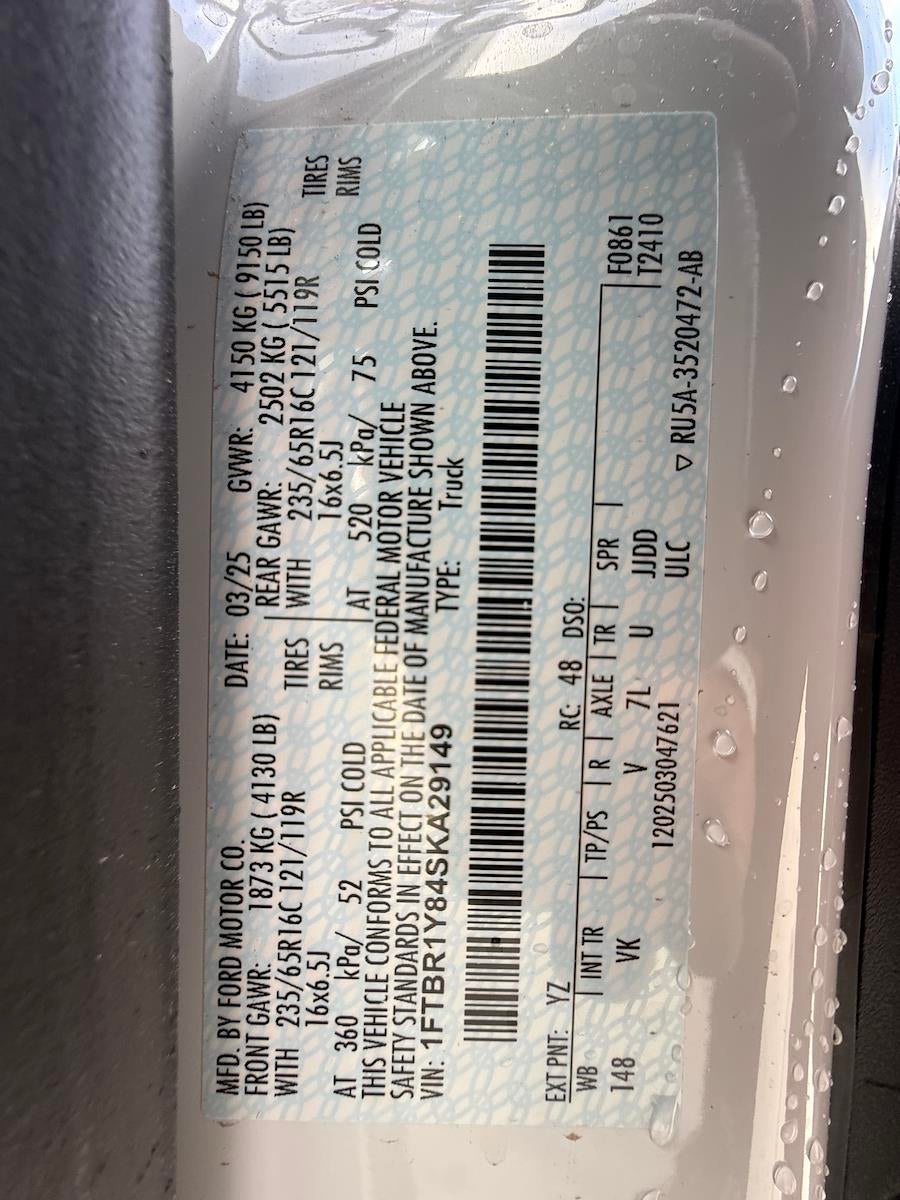 MFD. BY FORD MOTOR CO. DATE: 03/25 GVWR: 4150 KG ( 9150 LB)
FRONT GAWR: 1873 KG ( 4130 LB) REAR GAWR: 2502 KG ( 5515 LB)
WITH 235/65R16C 121/119R TIRES WITH 235/65R16C 121/119R TIRES
16x6.5J RIMS 16x6.5J RIMS
AT 360 kPa/ 52 PSI COLD AT 520 kPa/ 75 PSI COLD
THIS VEHICLE CONFORMS TO ALL APPLICABLE FEDERAL MOTOR VEHICLE
SAFETY STANDARDS IN EFFECT ON THE DATE OF MANUFACTURE SHOWN ABOVE.
VIN: 1FTBR1Y84SKA29149 TYPE: Truck
EXT PNT: YZ RC: 48 DSO:
WB INT TR TP/PS R AXLE TR SPR F0861
148 VK V 7L U JJDD T2410
1202503047621 ULC
▽ RU5A-3520472-AB